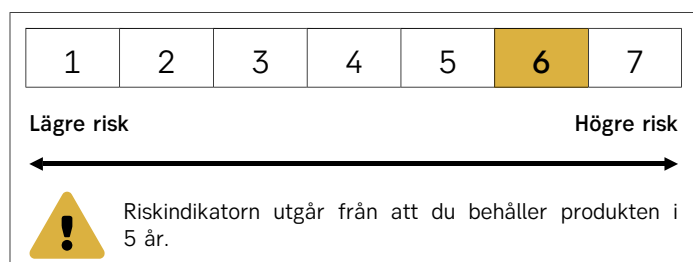 1 2 3 4 5 6 7
Lägre risk Högre risk
Riskindikatorn utgår från att du behåller produkten i
5 år.